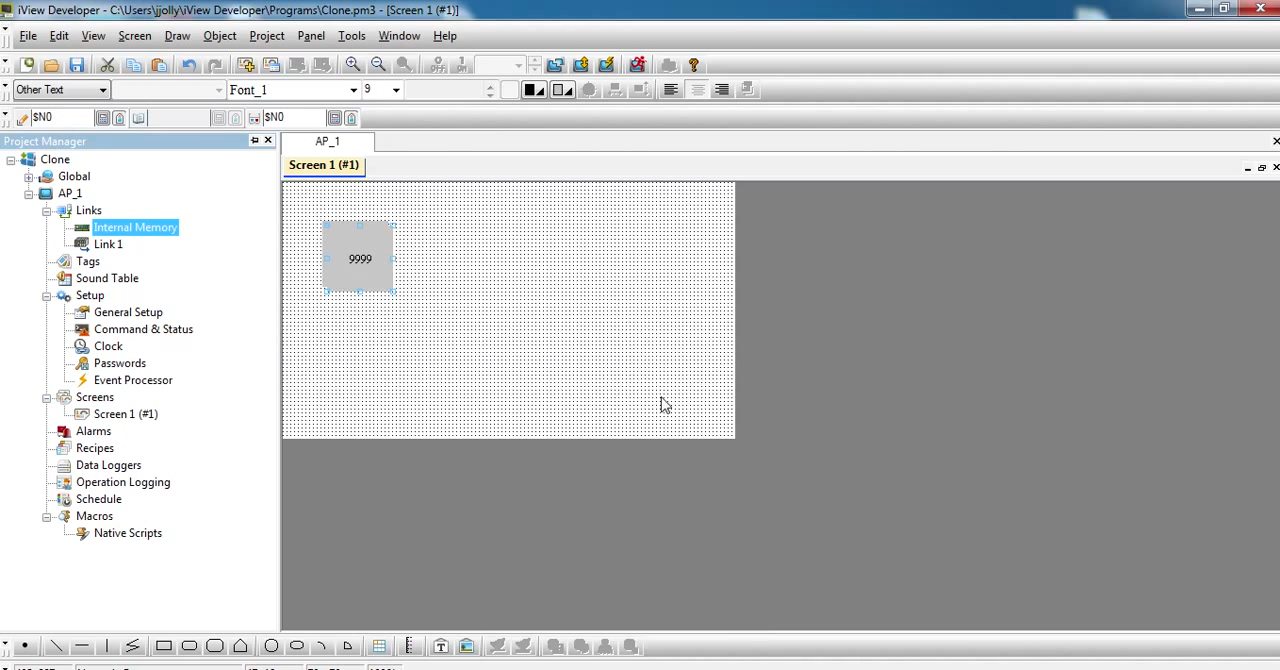 iView Developer - C:\Users\jjolly\iView Developer\Programs\Clone.pm3 - [Screen 1 (#1)]
File Edit View Screen Draw Object Project Panel Tools Window Help
Other Text Font_1 9
$N0 $N0
Project Manager
AP_1
Screen 1 (#1)
Clone
Global
AP_1
Links
Internal Memory
Link 1
Tags
Sound Table
Setup
General Setup
Command & Status
Clock
Passwords
Event Processor
Screens
Screen 1 (#1)
Alarms
Recipes
Data Loggers
Operation Logging
Schedule
Macros
Native Scripts
9999